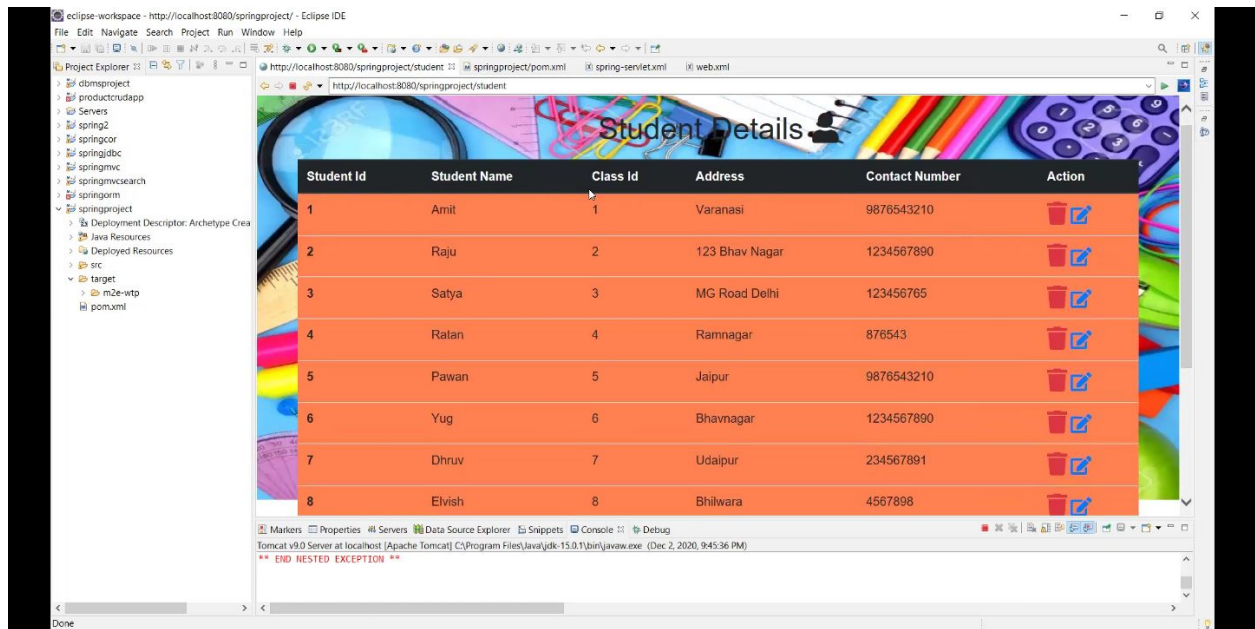 eclipse-workspace - http://localhost:8080/springproject/ - Eclipse IDE
File Edit Navigate Search Project Run Window Help
Project Explorer
http://localhost:8080/springproject/student springproject/pom.xml spring-servlet.xml web.xml
http://localhost:8080/springproject/student
dbmsproject
productcrudapp
Servers
spring2
springcor
springjdbc
springmvc
springmvcsearch
springorm
springproject
Deployment Descriptor: Archetype Crea
Java Resources
Deployed Resources
src
target
m2e-wtp
pom.xml
Student Details
Student Id Student Name Class Id Address Contact Number Action
1 Amit 1 Varanasi 9876543210
2 Raju 2 123 Bhav Nagar 1234567890
3 Satya 3 MG Road Delhi 123456765
4 Ratan 4 Ramnagar 876543
5 Pawan 5 Jaipur 9876543210
6 Yug 6 Bhavnagar 1234567890
7 Dhruv 7 Udaipur 234567891
8 Elvish 8 Bhilwara 4567898
Markers Properties Servers Data Source Explorer Snippets Console Debug
Tomcat v9.0 Server at localhost [Apache Tomcat] C:\Program Files\Java\jdk-15.0.1\bin\javaw.exe (Dec 2, 2020, 9:45:36 PM)
** END NESTED EXCEPTION **
Done